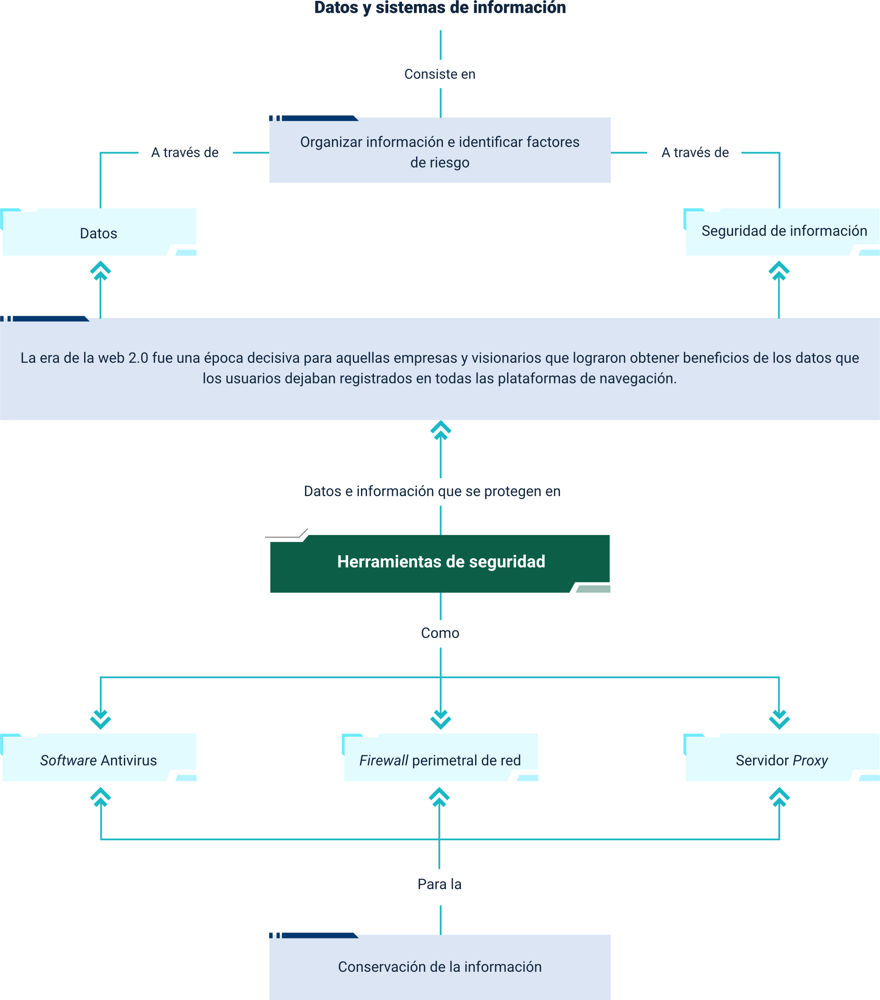 Datos y sistemas de información
Consiste en
Organizar información e identificar factores
de riesgo
A través de
A través de
Datos
Seguridad de información
La era de la web 2.0 fue una época decisiva para aquellas empresas y visionarios que lograron obtener beneficios de los datos que
los usuarios dejaban registrados en todas las plataformas de navegación.
Datos e información que se protegen en
Herramientas de seguridad
Como
Software Antivirus
Firewall perimetral de red
Servidor Proxy
Para la
Conservación de la información